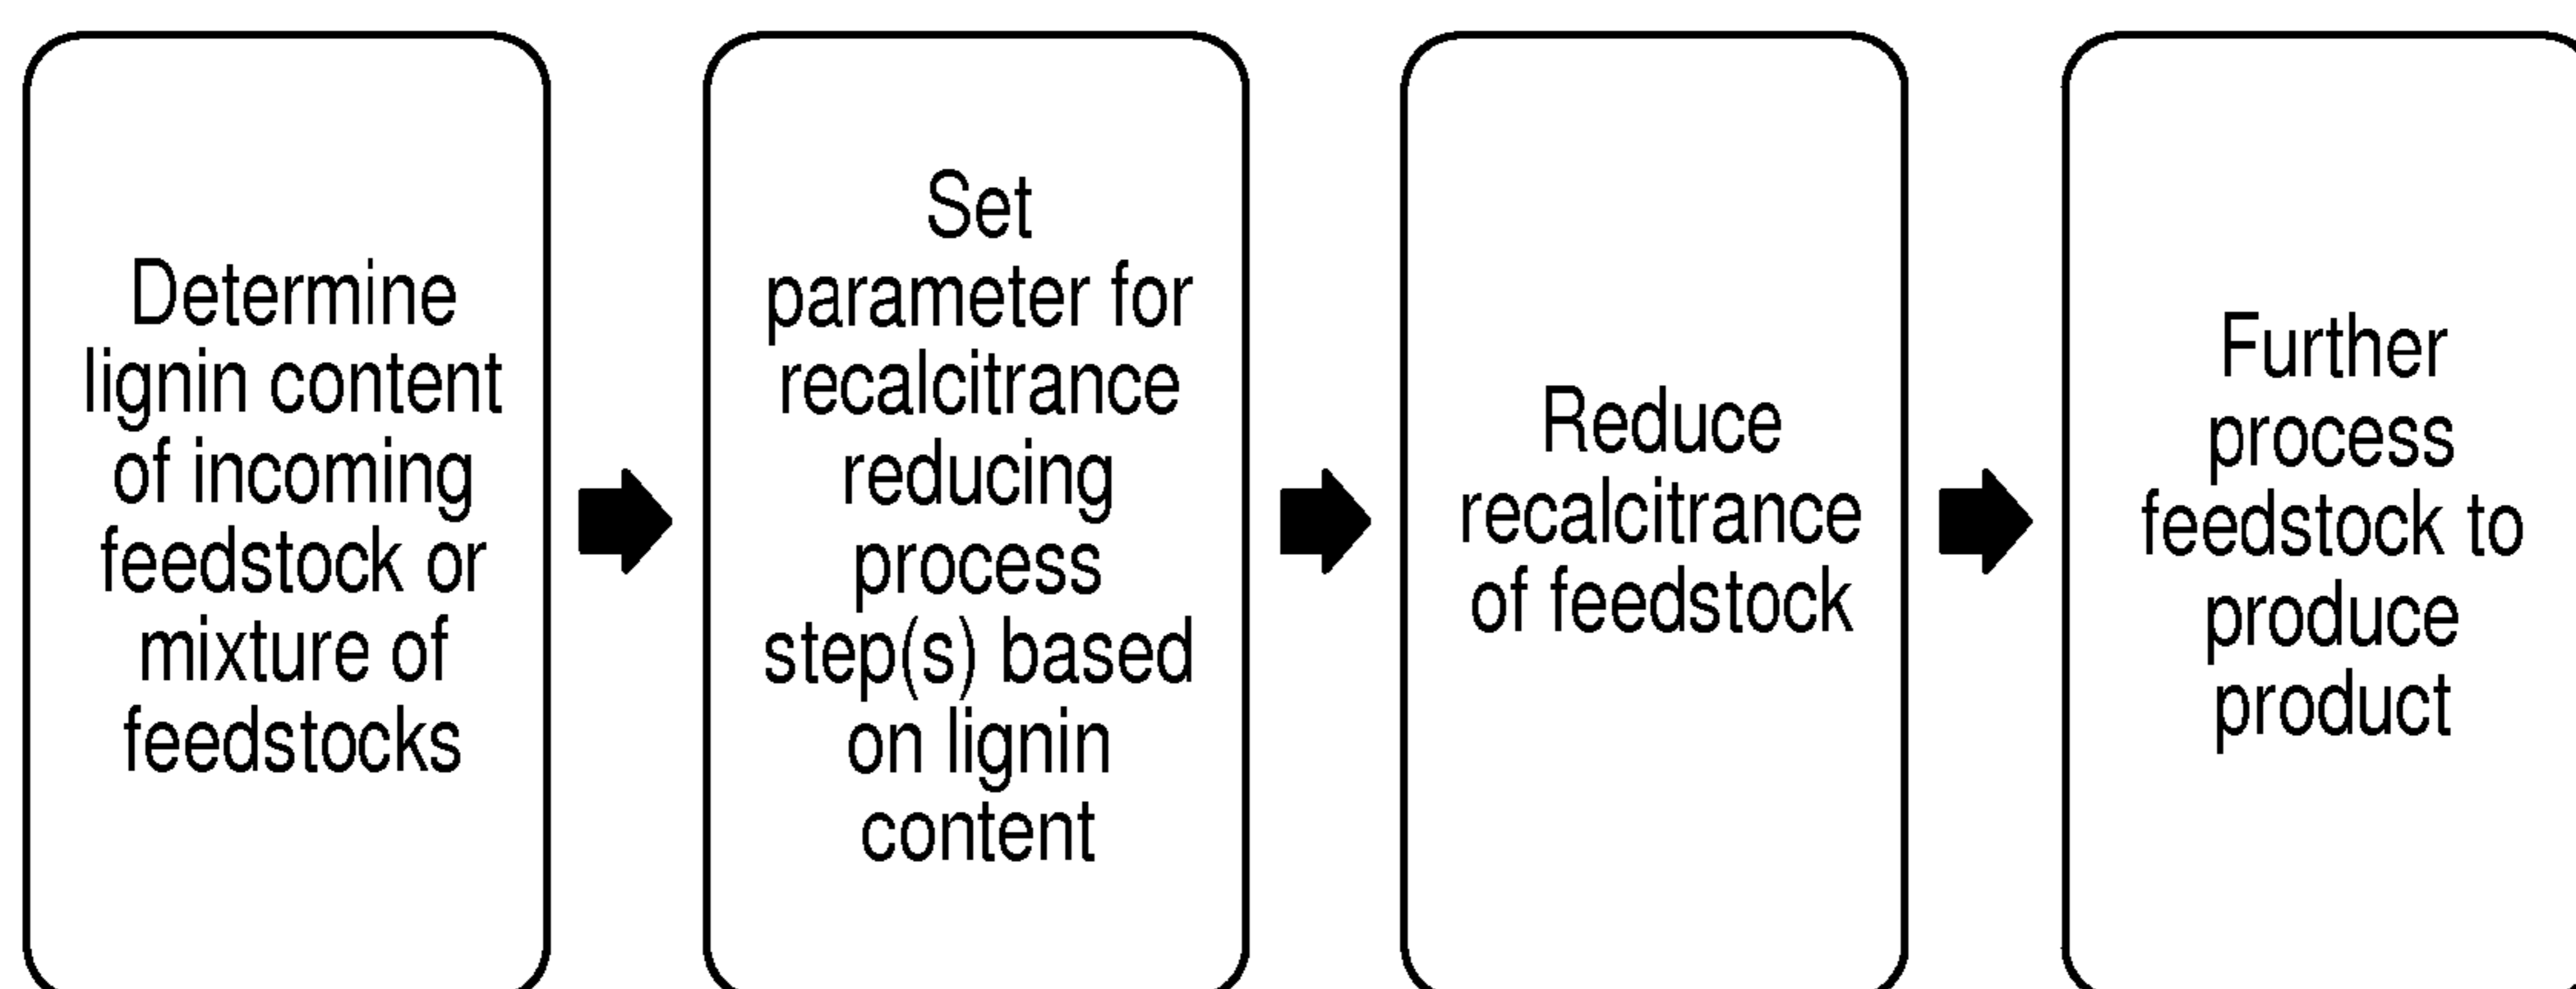 Determine
lignin content
of incoming
feedstock or
mixture of
feedstocks
Set
parameter for
recalcitrance
reducing
process
step(s) based
on lignin
content
Reduce
recalcitrance
of feedstock
Further
process
feedstock to
produce
product